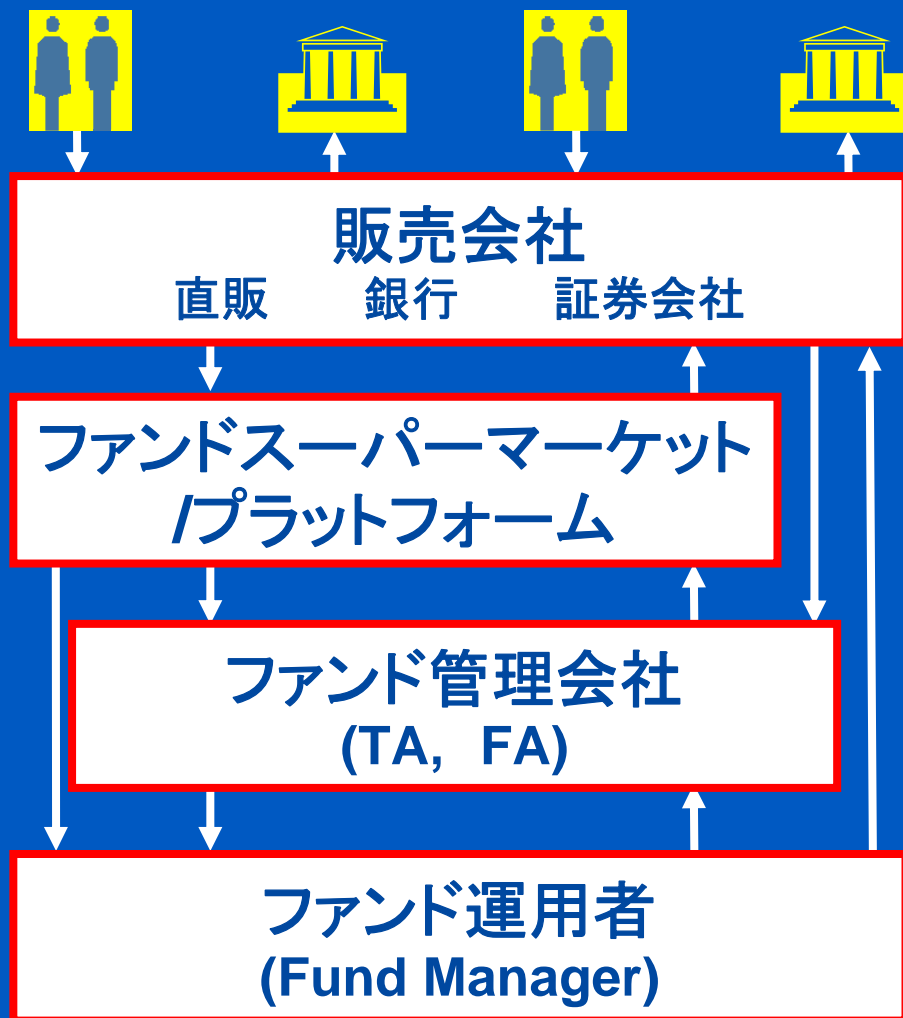 販売会社
直販 銀行 証券会社
ファンドスーパーマーケット
/プラットフォーム
ファンド管理会社
(TA, FA)
ファンド運用者
(Fund Manager)